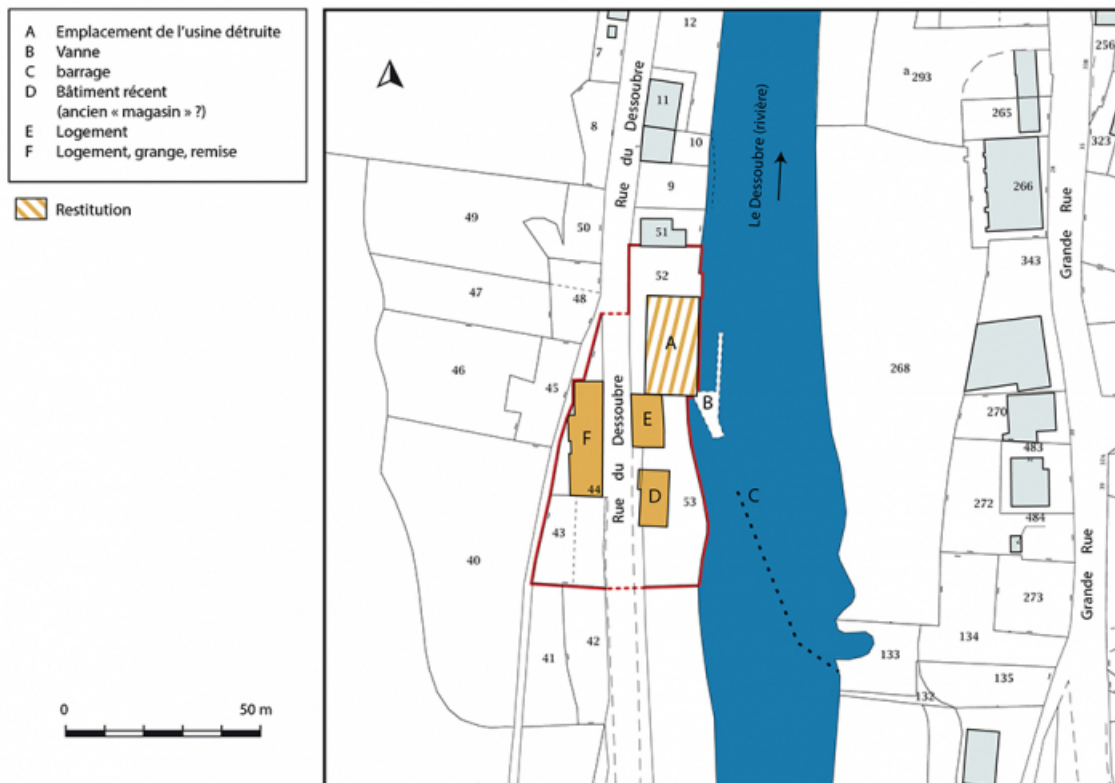 A Emplacement de l'usine détruite
B Vanne
C barrage
D Bâtiment récent
(ancien « magasin » ?)
E Logement
F Logement, grange, remise
Restitution
0 50 m
12
7
11
8
10
9
Rue du Dessoubre
Le Dessoubre (rivière)
a 293
256
265
323
266
Grande Rue
343
49
50
51
52
47
48
A
46
45
B
268
270
483
F
E
Rue du Dessoubre
D
53
C
44
43
272
484
40
Grande Rue
273
42
41
134
133
135
132